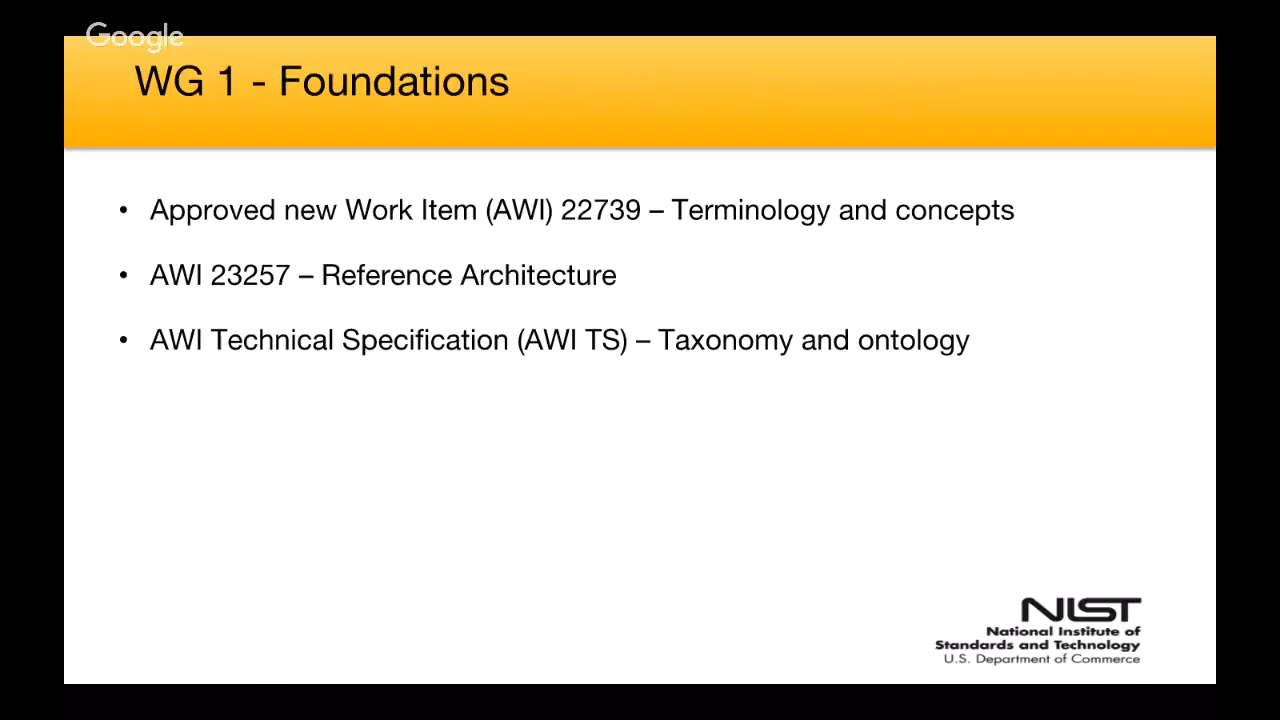 Google
WG 1 - Foundations
• Approved new Work Item (AWI) 22739 – Terminology and concepts
• AWI 23257 – Reference Architecture
• AWI Technical Specification (AWI TS) – Taxonomy and ontology
NIST
National Institute of
Standards and Technology
U.S. Department of Commerce